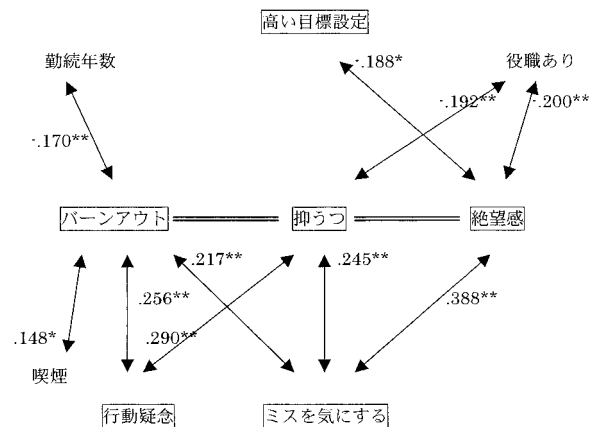 高い目標設定
勤続年数
-.188*
役職あり
-.192**
-.200**
-.170**
バーンアウト
抑うつ
絶望感
.217**
.245**
.256**
.388**
.290**
.148*
喫煙
行動疑念
ミスを気にする